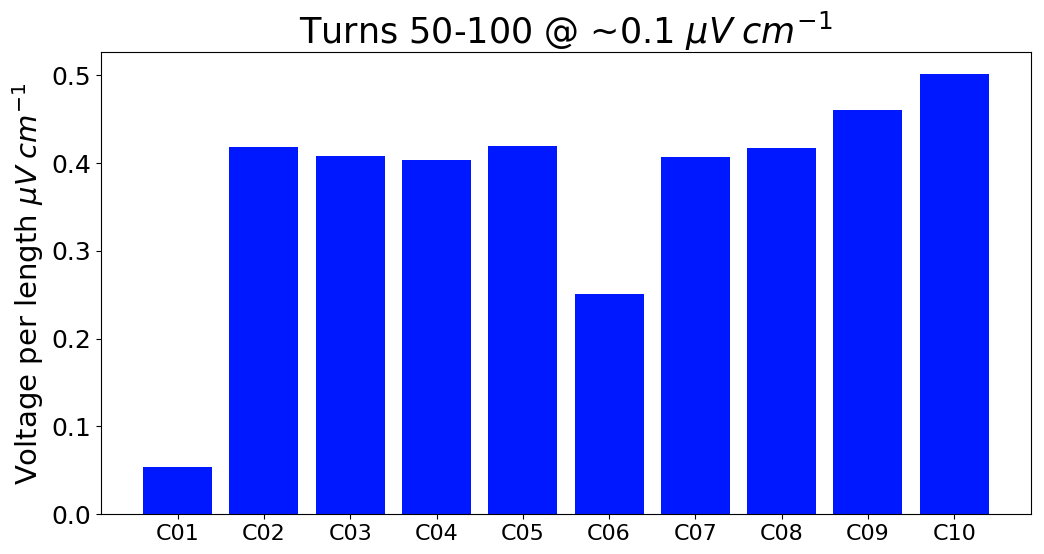 Turns 50-100 @ ~0.1 μV cm⁻¹
Voltage per length μV cm⁻¹
0.5
0.4
0.3
0.2
0.1
0.0
C01 C02 C03 C04 C05 C06 C07 C08 C09 C10